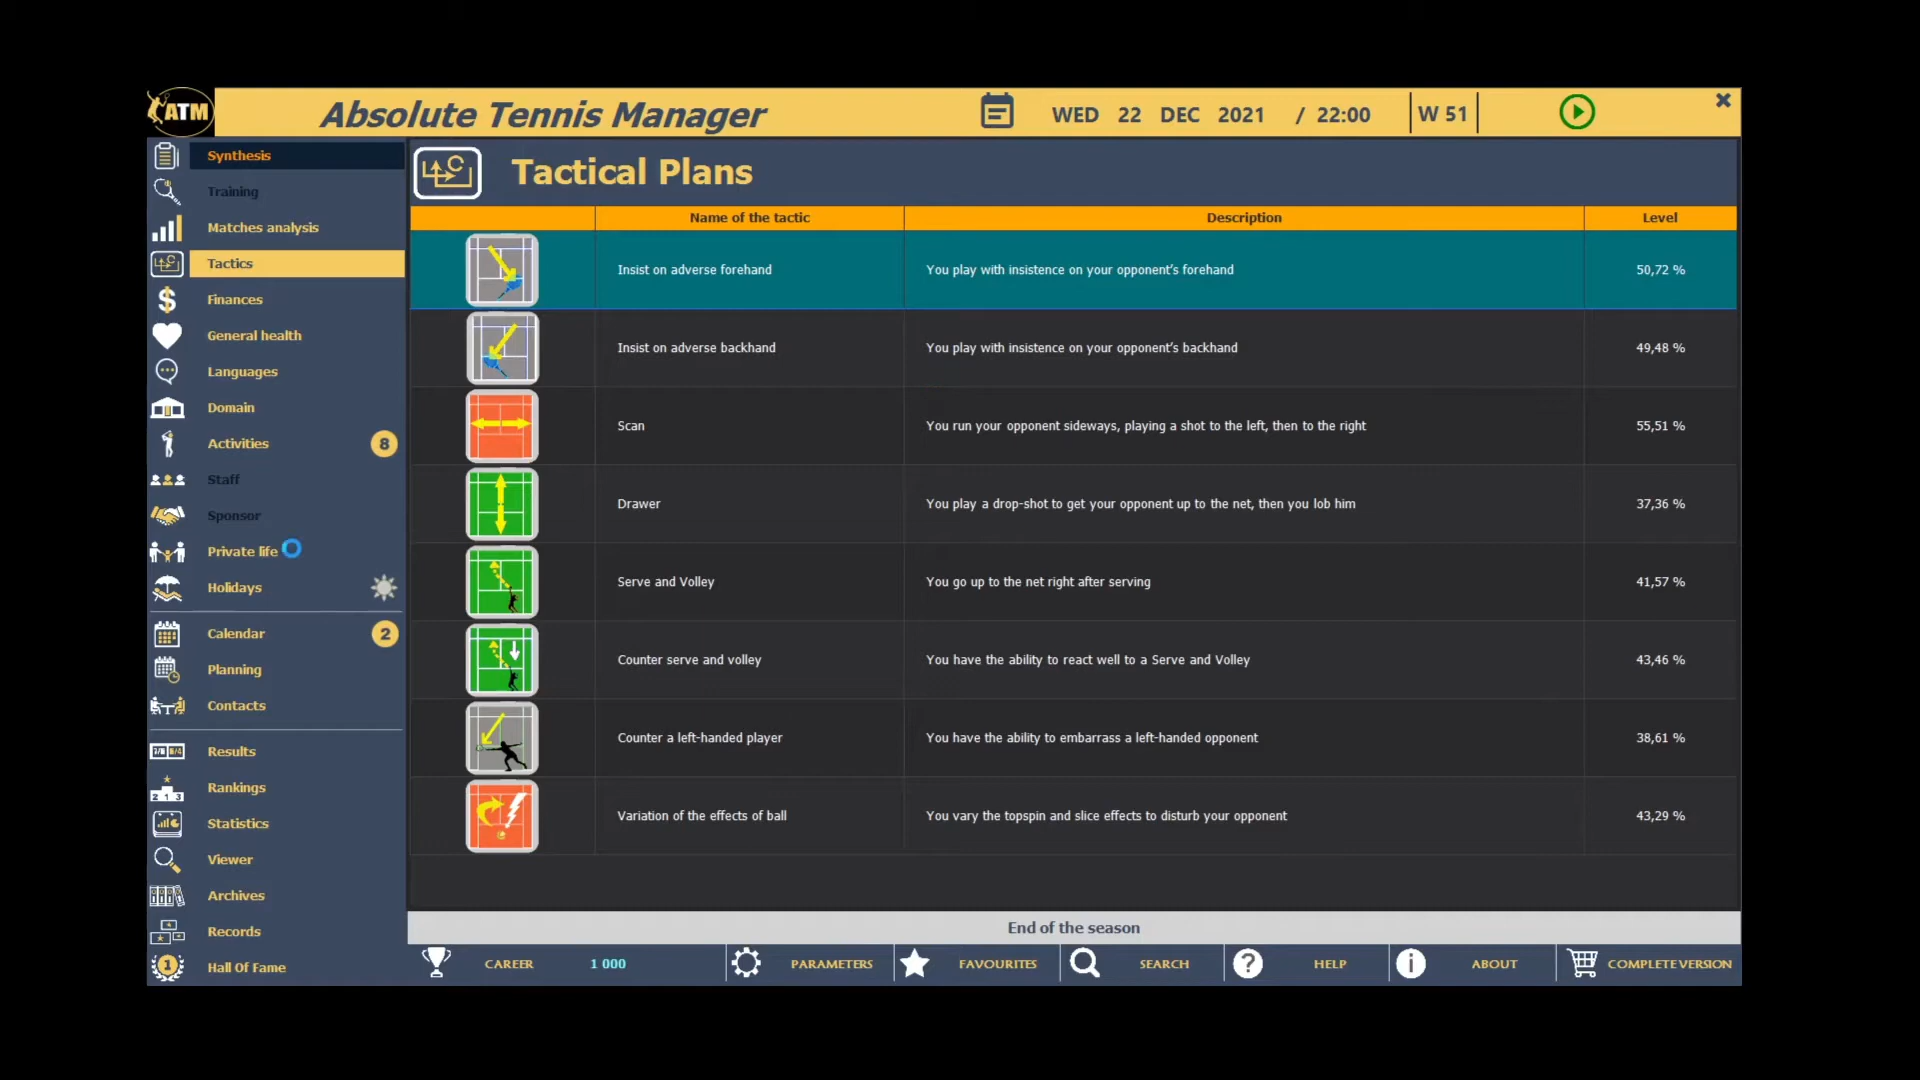 ATM
Absolute Tennis Manager
WED 22 DEC 2021 / 22:00
W 51
Synthesis
Training
Matches analysis
Tactics
Finances
General health
Languages
Domain
Activities 8
Staff
Sponsor
Private life
Holidays
Calendar 2
Planning
Contacts
Results
Rankings
Statistics
Viewer
Archives
Records
Hall Of Fame
Tactical Plans
Name of the tactic Description Level
Insist on adverse forehand You play with insistence on your opponent's forehand 50,72 %
Insist on adverse backhand You play with insistence on your opponent's backhand 49,48 %
Scan You run your opponent sideways, playing a shot to the left, then to the right 55,51 %
Drawer You play a drop-shot to get your opponent up to the net, then you lob him 37,36 %
Serve and Volley You go up to the net right after serving 41,57 %
Counter serve and volley You have the ability to react well to a Serve and Volley 43,46 %
Counter a left-handed player You have the ability to embarrass a left-handed opponent 38,61 %
Variation of the effects of ball You vary the topspin and slice effects to disturb your opponent 43,29 %
End of the season
CAREER 1 000 PARAMETERS FAVOURITES SEARCH HELP ABOUT COMPLETE VERSION